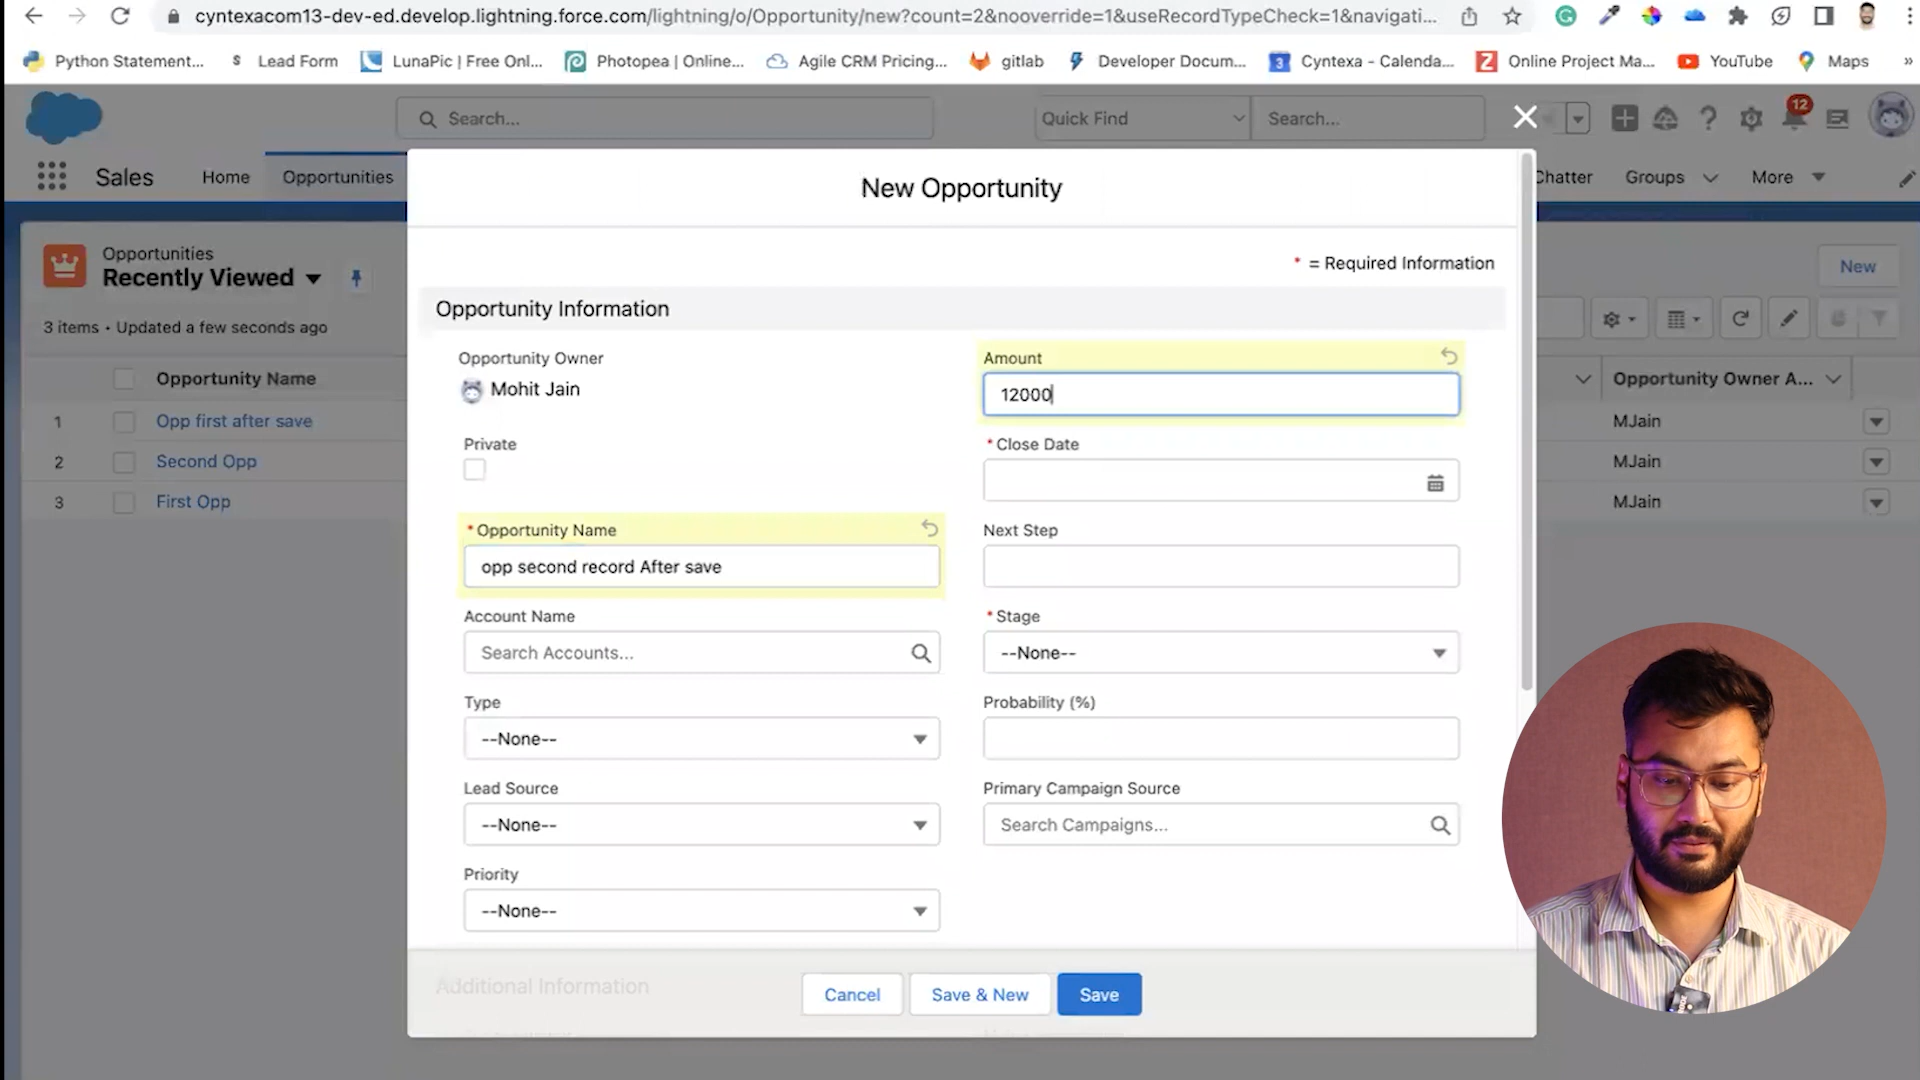 cyntexacom13-dev-ed.develop.lightning.force.com/lightning/o/Opportunity/new?count=2&nooverride=1&useRecordTypeCheck=1&navigati...
Python Statement...
Lead Form
LunaPic | Free Onl...
Photopea | Online...
Agile CRM Pricing...
gitlab
Developer Docum...
3
Cyntexa - Calenda...
Online Project Ma...
YouTube
Maps
»
Search...
Quick Find
Search...
12
Sales
Home
Opportunities
Chatter
Groups
More
New Opportunity
Opportunities
Recently Viewed
New
* = Required Information
3 items • Updated a few seconds ago
Opportunity Information
Opportunity Name
Opportunity Owner A...
1
Opp first after save
MJain
2
Second Opp
MJain
3
First Opp
MJain
Opportunity Owner
Mohit Jain
Amount
12000
Private
* Close Date
* Opportunity Name
opp second record After save
Next Step
Account Name
Search Accounts...
* Stage
--None--
Type
--None--
Probability (%)
Lead Source
--None--
Primary Campaign Source
Search Campaigns...
Priority
--None--
Additional Information
Cancel
Save & New
Save